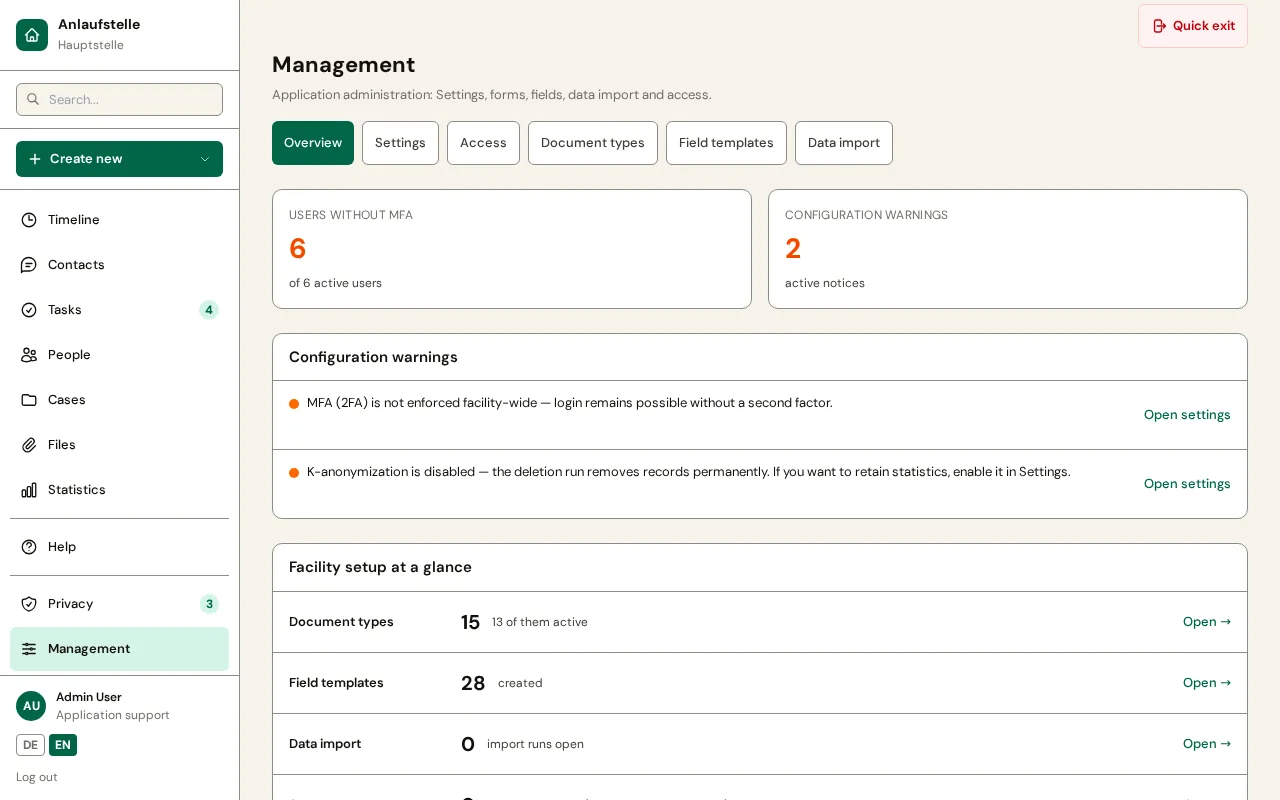 Anlaufstelle
Hauptstelle
Search...
Create new
Timeline
Contacts
Tasks 4
People
Cases
Files
Statistics
Help
Privacy 3
Management
AU
Admin User
Application support
DE EN
Log out
Quick exit
Management
Application administration: Settings, forms, fields, data import and access.
Overview Settings Access Document types Field templates Data import
USERS WITHOUT MFA
6
of 6 active users
CONFIGURATION WARNINGS
2
active notices
Configuration warnings
MFA (2FA) is not enforced facility-wide — login remains possible without a second factor.
Open settings
K-anonymization is disabled — the deletion run removes records permanently. If you want to retain statistics, enable it in Settings.
Open settings
Facility setup at a glance
Document types 15 13 of them active Open →
Field templates 28 created Open →
Data import 0 import runs open Open →